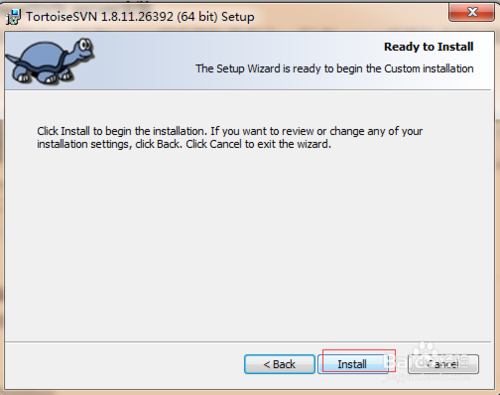 TortoiseSVN 1.8.11.26392 (64 bit) Setup
Ready to Install
The Setup Wizard is ready to begin the Custom installation
Click Install to begin the installation. If you want to review or change any of your
installation settings, click Back. Click Cancel to exit the wizard.
< Back Install Cancel